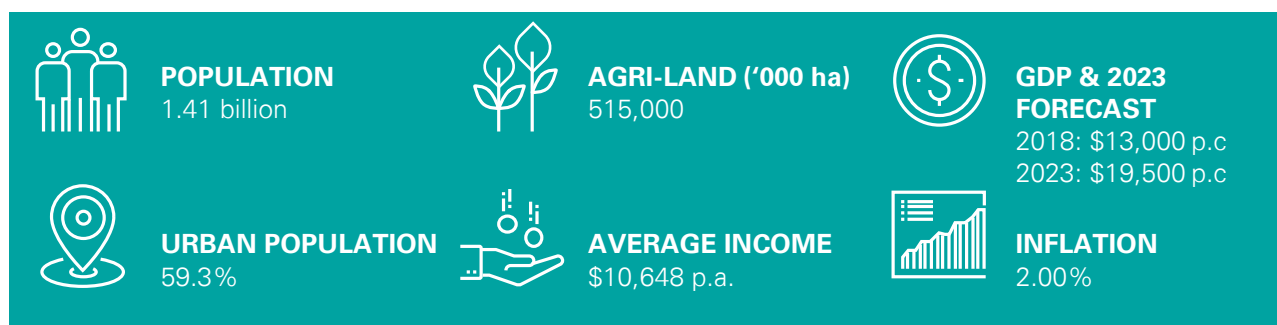 POPULATION
1.41 billion
AGRI-LAND (‘000 ha)
515,000
GDP & 2023
FORECAST
2018: $13,000 p.c
2023: $19,500 p.c
URBAN POPULATION
59.3%
AVERAGE INCOME
$10,648 p.a.
INFLATION
2.00%